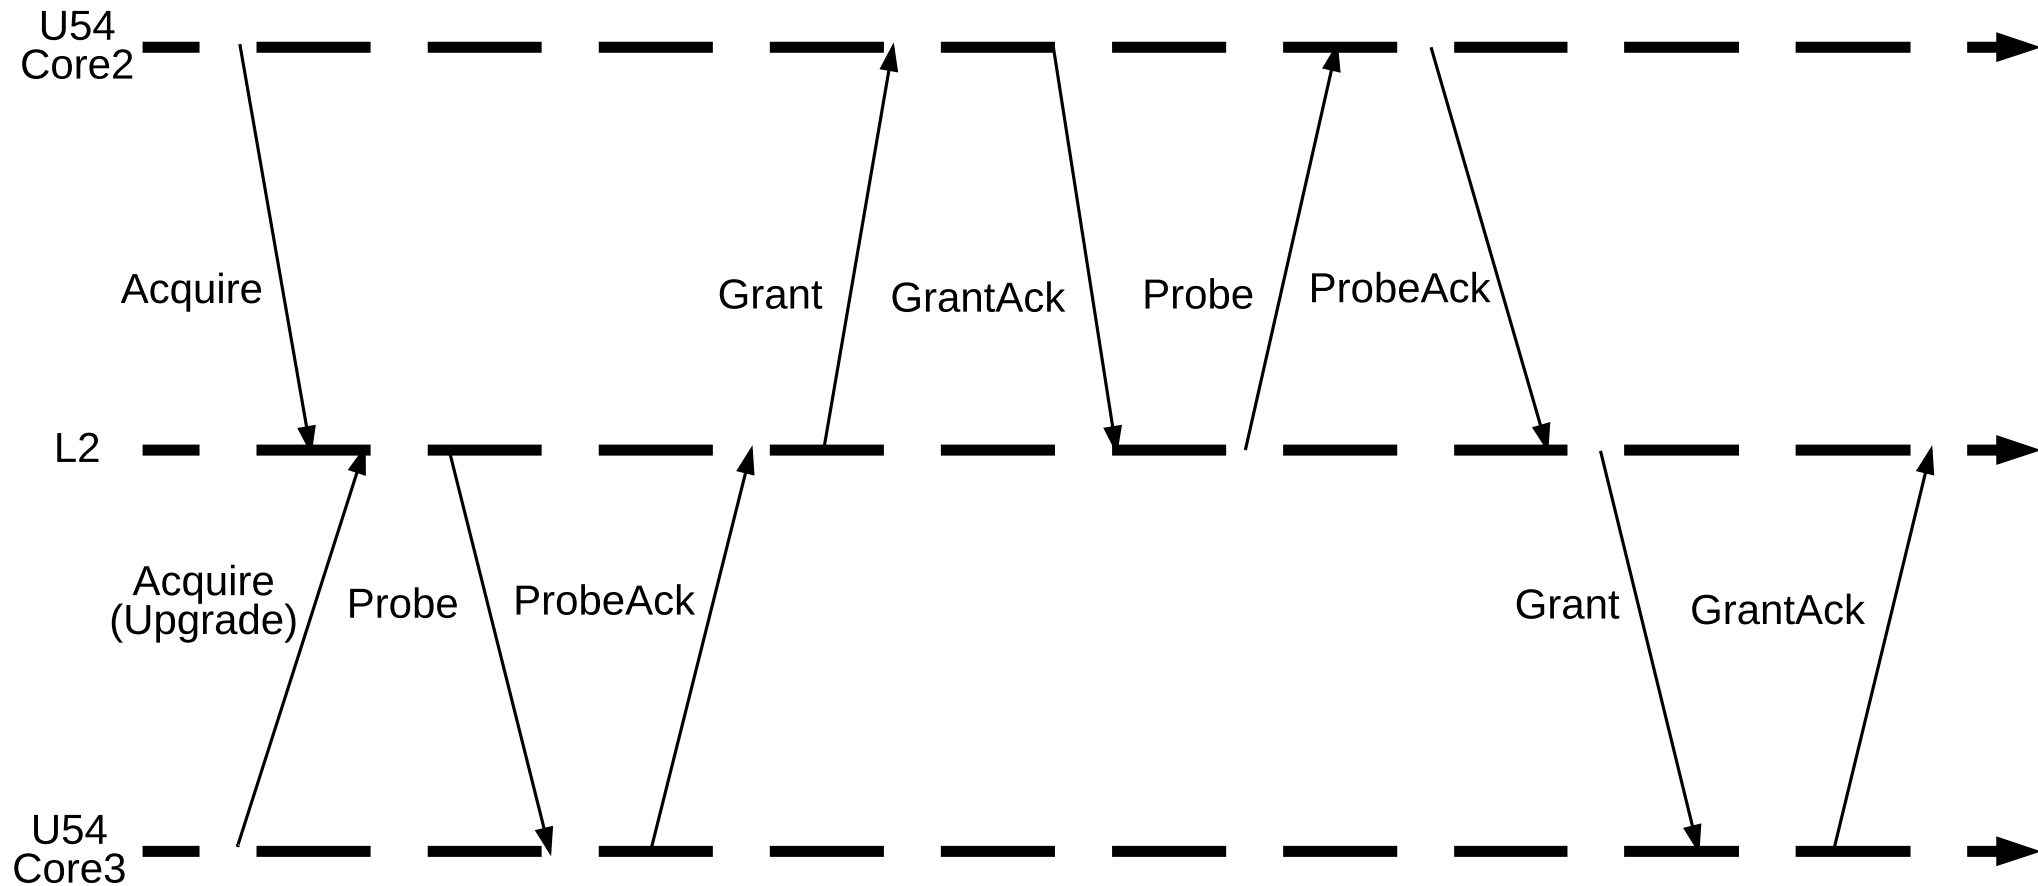 U54
Core2
Acquire
Grant
GrantAck
Probe
ProbeAck
L2
Acquire
(Upgrade)
Probe
ProbeAck
Grant
GrantAck
U54
Core3